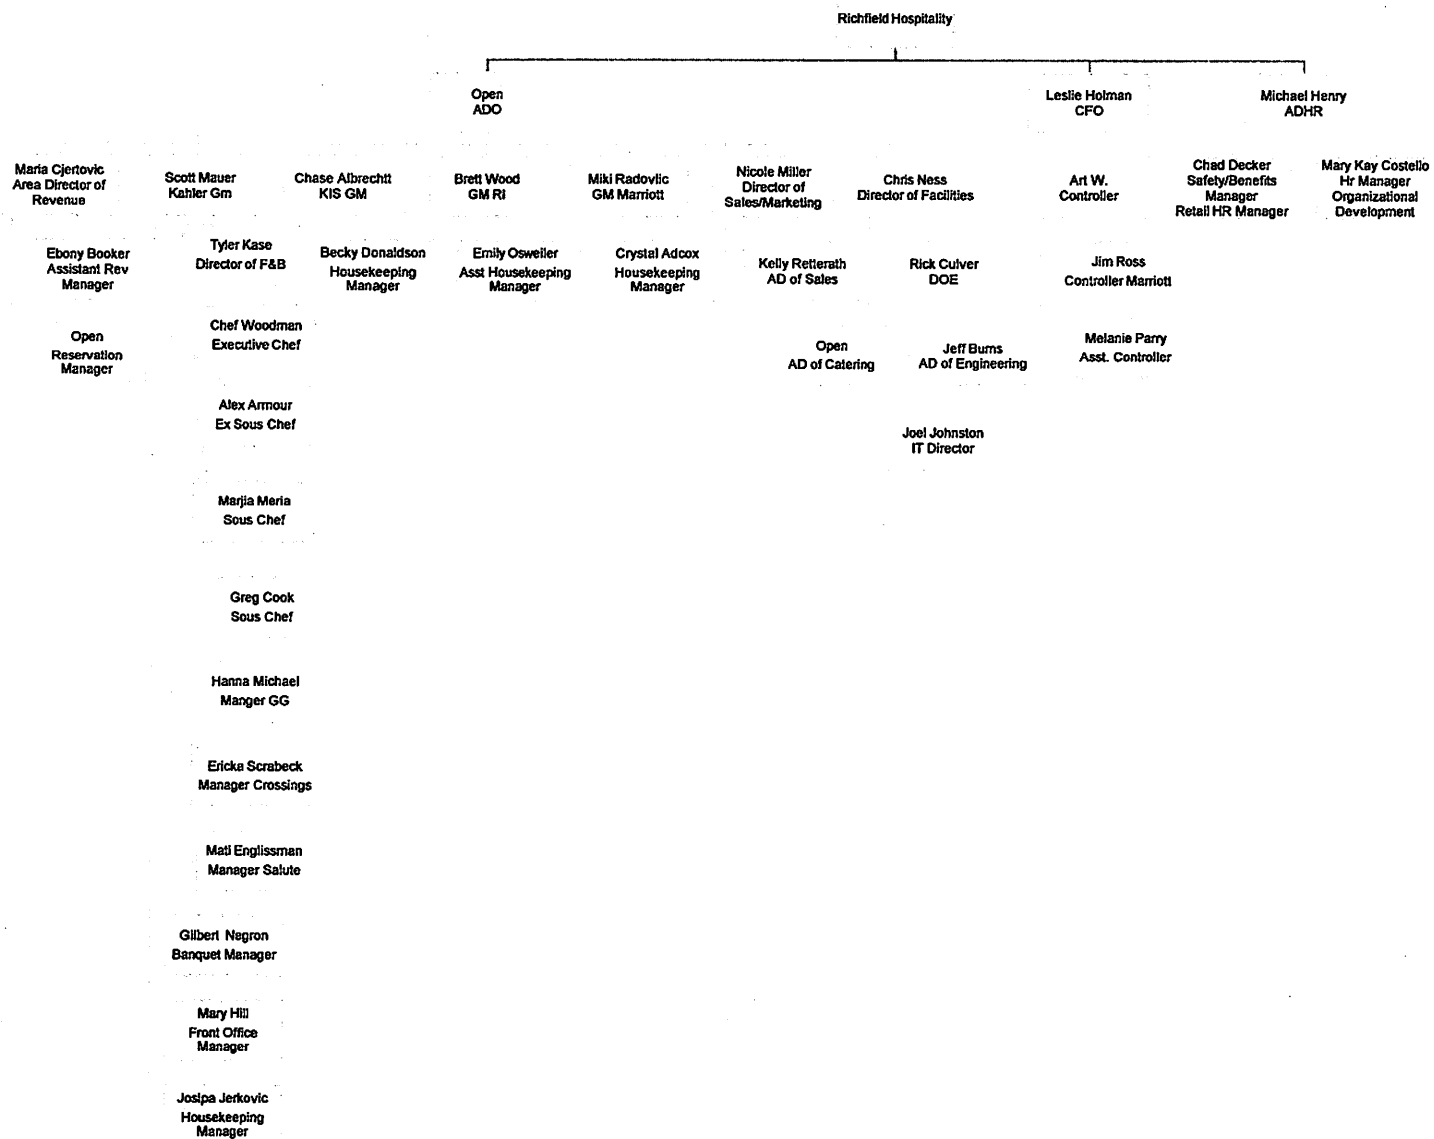 Richfield Hospitality
Open
ADO
Leslie Holman
CFO
Michael Henry
ADHR
Maria Cjertovic
Area Director of
Revenue
Scott Mauer
Kahler Gm
Chase Albrechtt
KIS GM
Brett Wood
GM RI
Miki Radovlic
GM Marriott
Nicole Miller
Director of
Sales/Marketing
Chris Ness
Director of Facilities
Art W.
Controller
Chad Decker
Safety/Benefits
Manager
Retail HR Manager
Mary Kay Costello
Hr Manager
Organizational
Development
Ebony Booker
Assistant Rev
Manager
Tyler Kase
Director of F&B
Becky Donaldson
Housekeeping
Manager
Emily Osweiler
Asst Housekeeping
Manager
Crystal Adcox
Housekeeping
Manager
Kelly Retterath
AD of Sales
Rick Culver
DOE
Jim Ross
Controller Marriott
Open
Reservation
Manager
Chef Woodman
Executive Chef
Open
AD of Catering
Jeff Burns
AD of Engineering
Melanie Parry
Asst. Controller
Alex Armour
Ex Sous Chef
Joel Johnston
IT Director
Marjia Meria
Sous Chef
Greg Cook
Sous Chef
Hanna Michael
Manger GG
Ericka Scrabeck
Manager Crossings
Matt Englissman
Manager Salute
Gilbert Negron
Banquet Manager
Mary Hill
Front Office
Manager
Josipa Jerkovic
Housekeeping
Manager